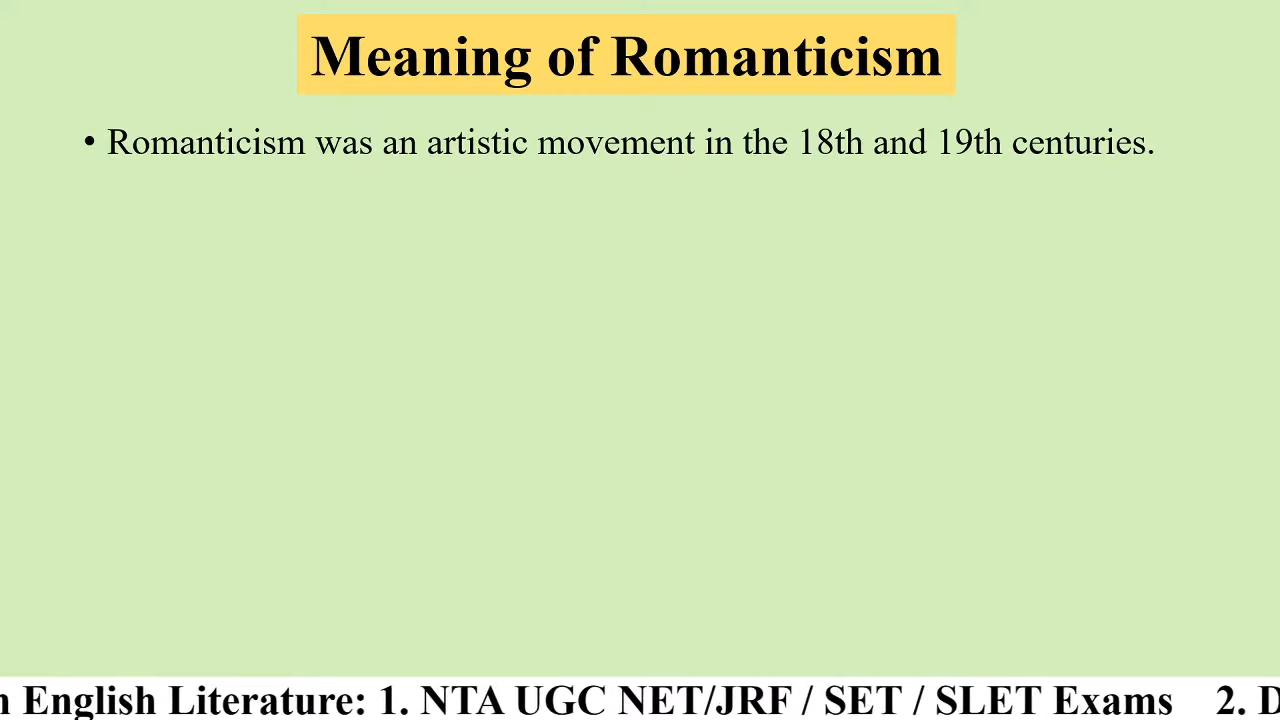 Meaning of Romanticism
• Romanticism was an artistic movement in the 18th and 19th centuries.
English Literature: 1. NTA UGC NET/JRF / SET / SLET Exams 2.